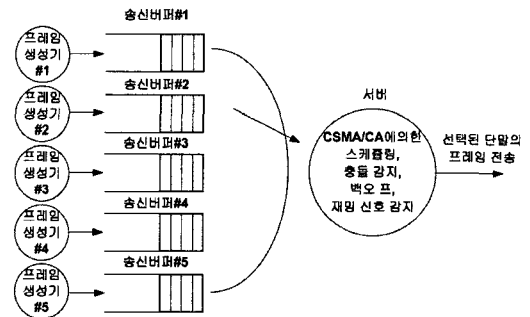 송신버퍼#1
프레임
생성기
#1
송신버퍼#2
프레임
생성기
#2
송신버퍼#3
프레임
생성기
#3
송신버퍼#4
프레임
생성기
#4
송신버퍼#5
프레임
생성기
#5
서버
CSMA/CA에의한
스케쥴링,
충돌 감지,
백오 프,
재밍 신호 감지
선택된 단말의
프레임 전송